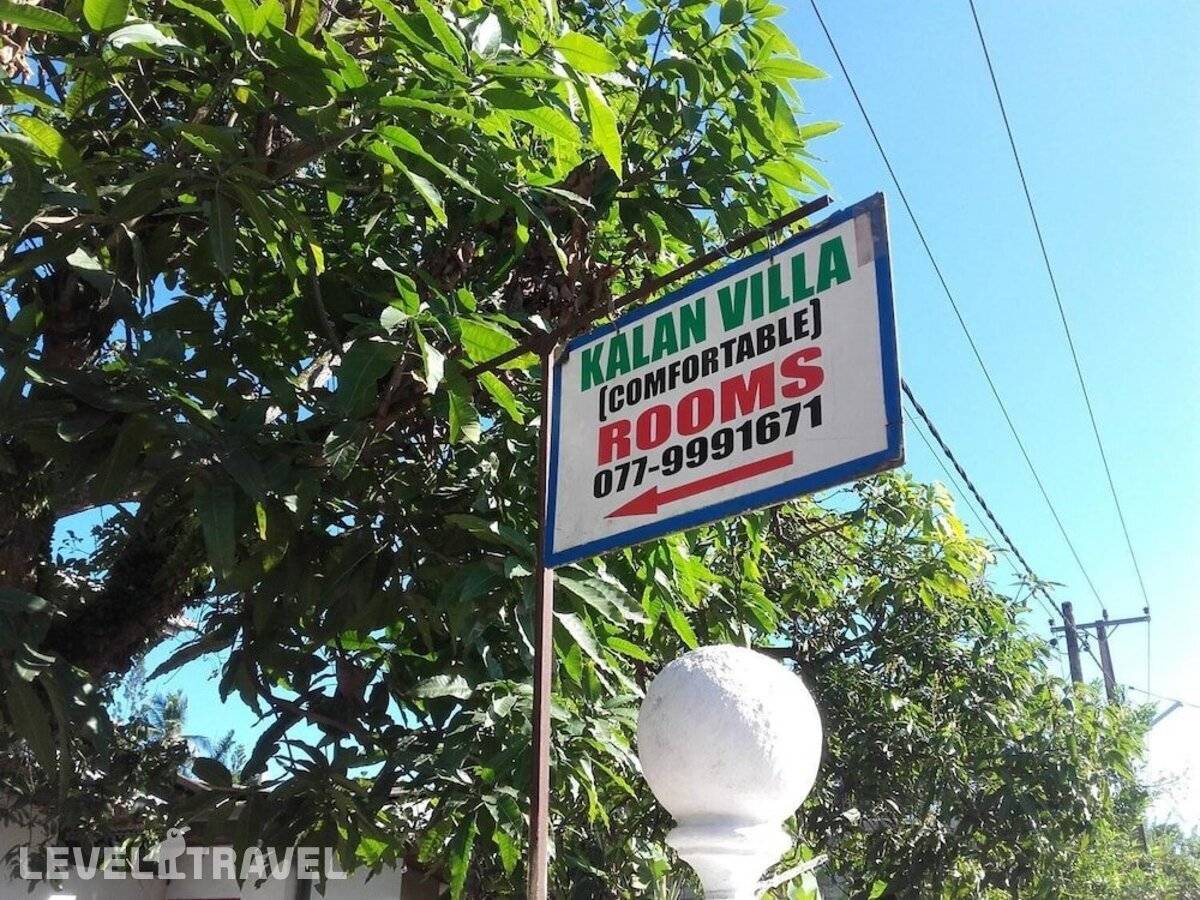 KALAN VILLA
(COMFORTABLE)
ROOMS
077-9991671
LEVEL.TRAVEL